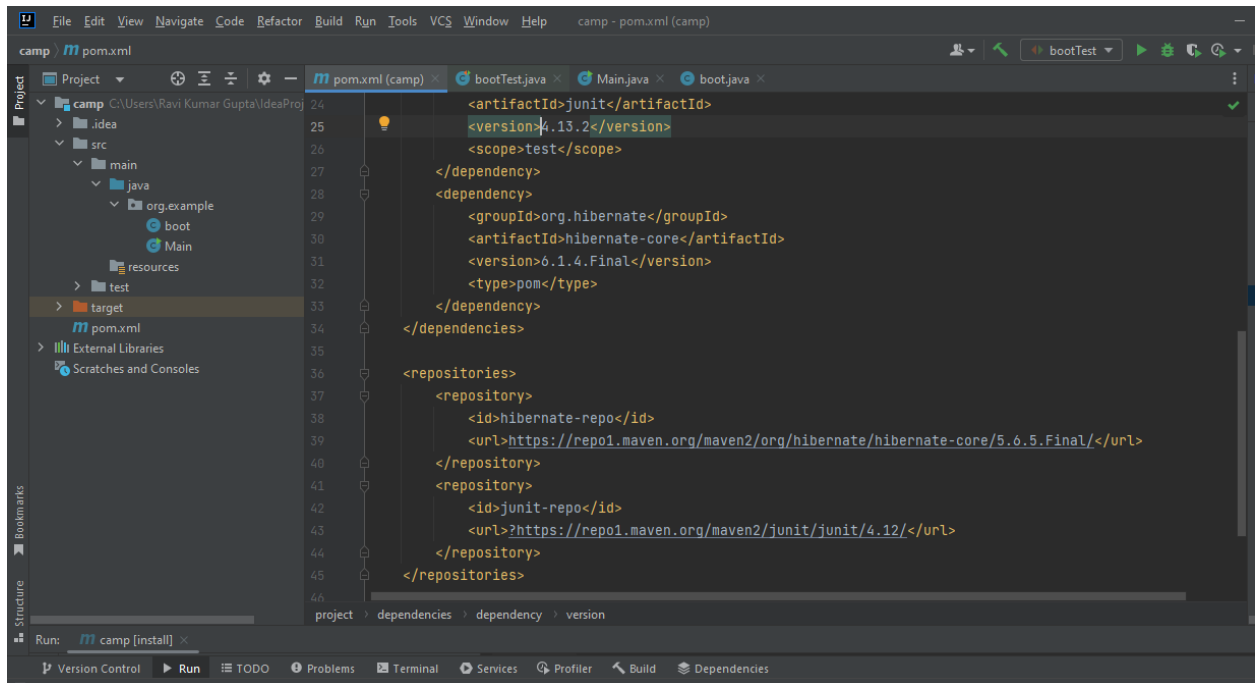 File Edit View Navigate Code Refactor Build Run Tools VCS Window Help camp - pom.xml (camp)
camp pom.xml
bootTest
Project
pom.xml (camp)
bootTest.java
Main.java
boot.java
Project
camp C:\Users\Ravi Kumar Gupta\IdeaProj
.idea
src
main
java
org.example
boot
Main
resources
test
target
pom.xml
External Libraries
Scratches and Consoles
24 <artifactId>junit</artifactId>
25 <version>4.13.2</version>
26 <scope>test</scope>
27 </dependency>
28 <dependency>
29 <groupId>org.hibernate</groupId>
30 <artifactId>hibernate-core</artifactId>
31 <version>6.1.4.Final</version>
32 <type>pom</type>
33 </dependency>
34 </dependencies>
35
36 <repositories>
37 <repository>
38 <id>hibernate-repo</id>
39 <url>https://repo1.maven.org/maven2/org/hibernate/hibernate-core/5.6.5.Final/</url>
40 </repository>
41 <repository>
42 <id>junit-repo</id>
43 <url>?https://repo1.maven.org/maven2/junit/junit/4.12/</url>
44 </repository>
45 </repositories>
46
project dependencies dependency version
Bookmarks
Structure
Run: camp [install]
Version Control Run TODO Problems Terminal Services Profiler Build Dependencies